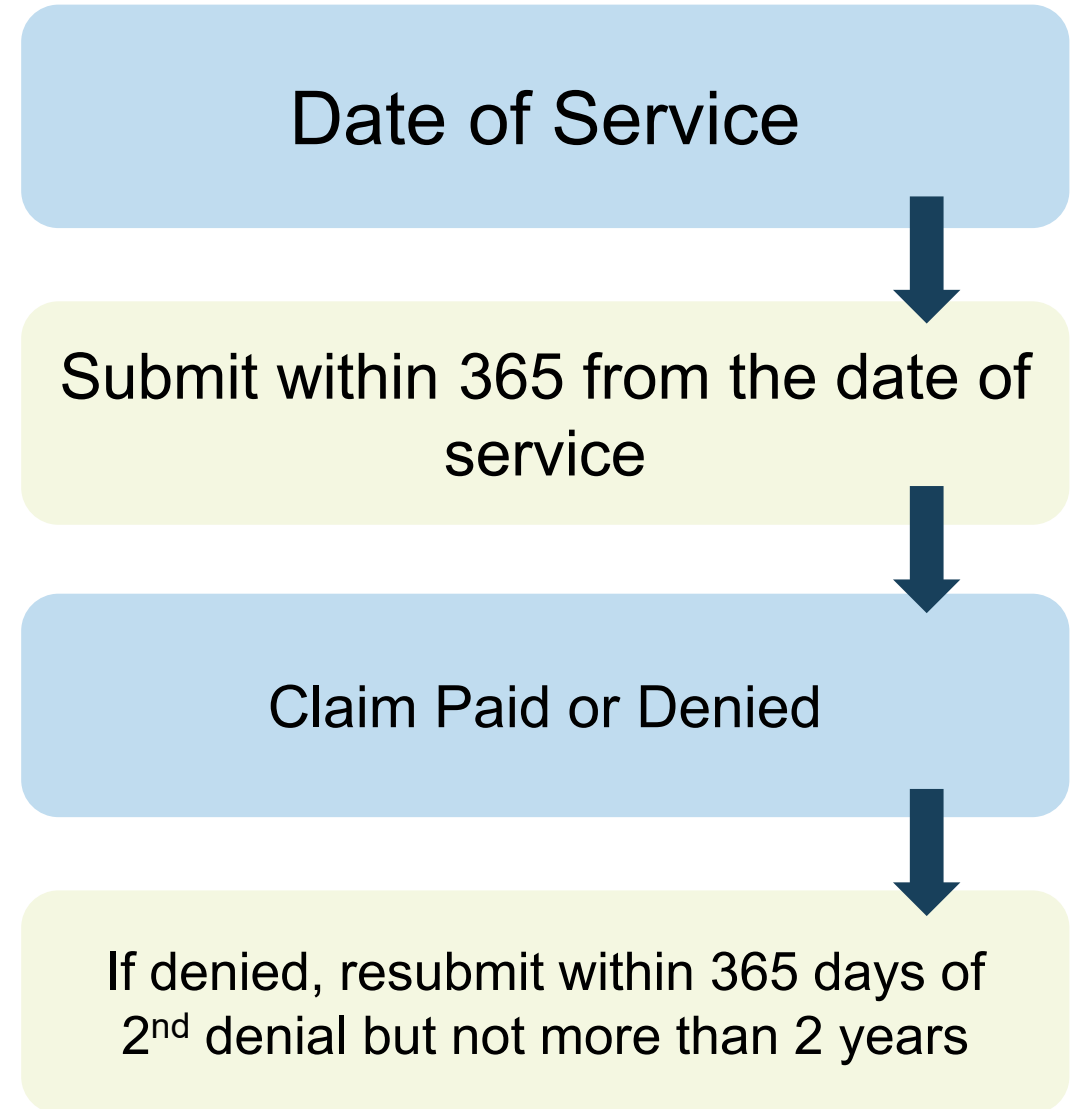 Date of Service
Submit within 365 from the date of
service
Claim Paid or Denied
If denied, resubmit within 365 days of
2nd denial but not more than 2 years